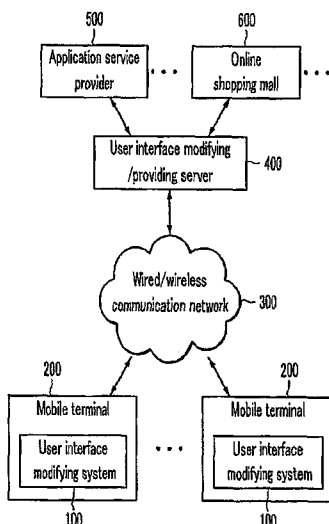 500
600
Application service
provider
Online
shopping mall
User interface modifying
/providing server
400
Wired/wireless
communication network
300
200
200
Mobile terminal
Mobile terminal
User interface
modifying system
User interface
modifying system
100
100